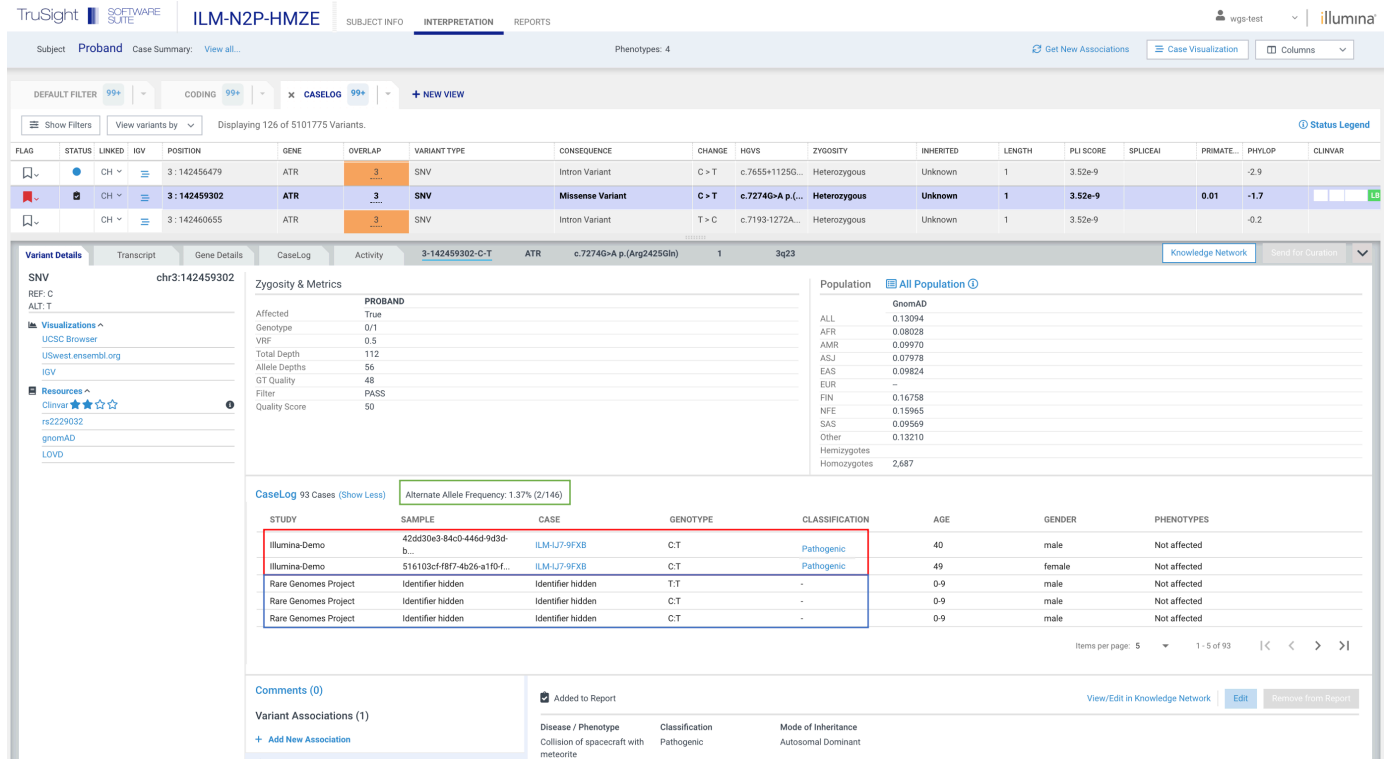 TruSight SOFTWARE SUITE ILM-N2P-HMZE SUBJECT INFO INTERPRETATION REPORTS wgs-test illumina
Subject Proband Case Summary: View all... Phenotypes: 4 Get New Associations Case Visualization Columns
DEFAULT FILTER 99+ CODING 99+ CASELOG 99+ + NEW VIEW
Show Filters View variants by Displaying 126 of 5101775 Variants. Status Legend
FLAG STATUS LINKED IGV POSITION GENE OVERLAP VARIANT TYPE CONSEQUENCE CHANGE HGVS ZYGOSITY INHERITED LENGTH PLI SCORE SPLICEAI PRIMATE... PHYLOP CLINVAR
CH 3 : 142456479 ATR 3 SNV Intron Variant C > T c.7655+1125G... Heterozygous Unknown 1 3.52e-9 -2.9
CH 3 : 142459302 ATR 3 SNV Missense Variant C > T c.7274G>A p.(... Heterozygous Unknown 1 3.52e-9 0.01 -1.7 LB
CH 3 : 142460655 ATR 3 SNV Intron Variant T > C c.7193-1272A... Heterozygous Unknown 1 3.52e-9 -0.2
Variant Details Transcript Gene Details CaseLog Activity 3-142459302-C-T ATR c.7274G>A p.(Arg2425Gln) 1 3q23 Knowledge Network Send for Curation
SNV chr3:142459302
REF: C
ALT: T
Visualizations
UCSC Browser
USwest.ensembl.org
IGV
Resources
Clinvar
rs2229032
gnomAD
LOVD
Zygosity & Metrics
PROBAND
Affected True
Genotype 0/1
VRF 0.5
Total Depth 112
Allele Depths 56
GT Quality 48
Filter PASS
Quality Score 50
Population All Population
GnomAD
ALL 0.13094
AFR 0.08028
AMR 0.09970
ASJ 0.07978
EAS 0.09824
EUR –
FIN 0.16758
NFE 0.15965
SAS 0.09569
Other 0.13210
Hemizygotes
Homozygotes 2,687
CaseLog 93 Cases (Show Less) Alternate Allele Frequency: 1.37% (2/146)
STUDY SAMPLE CASE GENOTYPE CLASSIFICATION AGE GENDER PHENOTYPES
Illumina-Demo 42dd30e3-84c0-446d-9d3d-b... ILM-IJ7-9FXB C:T Pathogenic 40 male Not affected
Illumina-Demo 516103cf-f8f7-4b26-a1f0-f... ILM-IJ7-9FXB C:T Pathogenic 49 female Not affected
Rare Genomes Project Identifier hidden Identifier hidden T:T - 0-9 male Not affected
Rare Genomes Project Identifier hidden Identifier hidden C:T - 0-9 male Not affected
Rare Genomes Project Identifier hidden Identifier hidden C:T - 0-9 male Not affected
Items per page: 5 1 - 5 of 93
Comments (0)
Variant Associations (1)
+ Add New Association
Added to Report View/Edit in Knowledge Network Edit Remove from Report
Disease / Phenotype Classification Mode of Inheritance
Collision of spacecraft with Pathogenic Autosomal Dominant
meteorite